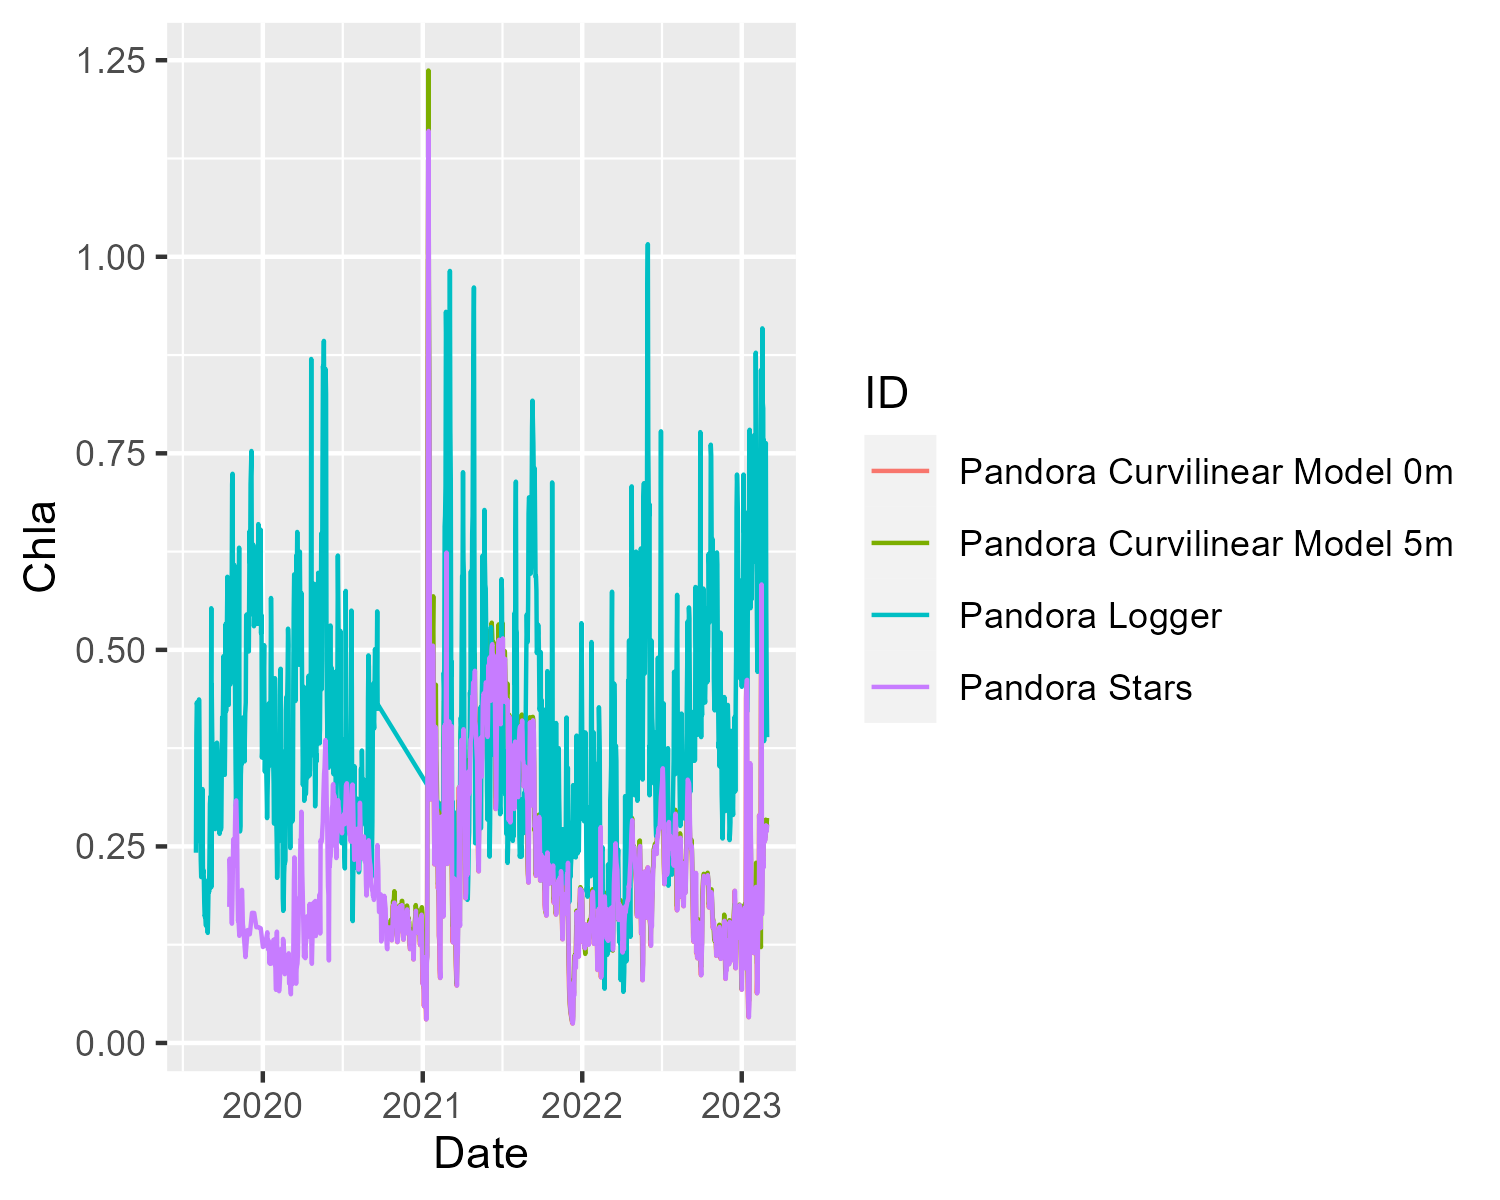 1.25
1.00
0.75
0.50
0.25
0.00
Chla
2020 2021 2022 2023
Date
ID
Pandora Curvilinear Model 0m
Pandora Curvilinear Model 5m
Pandora Logger
Pandora Stars